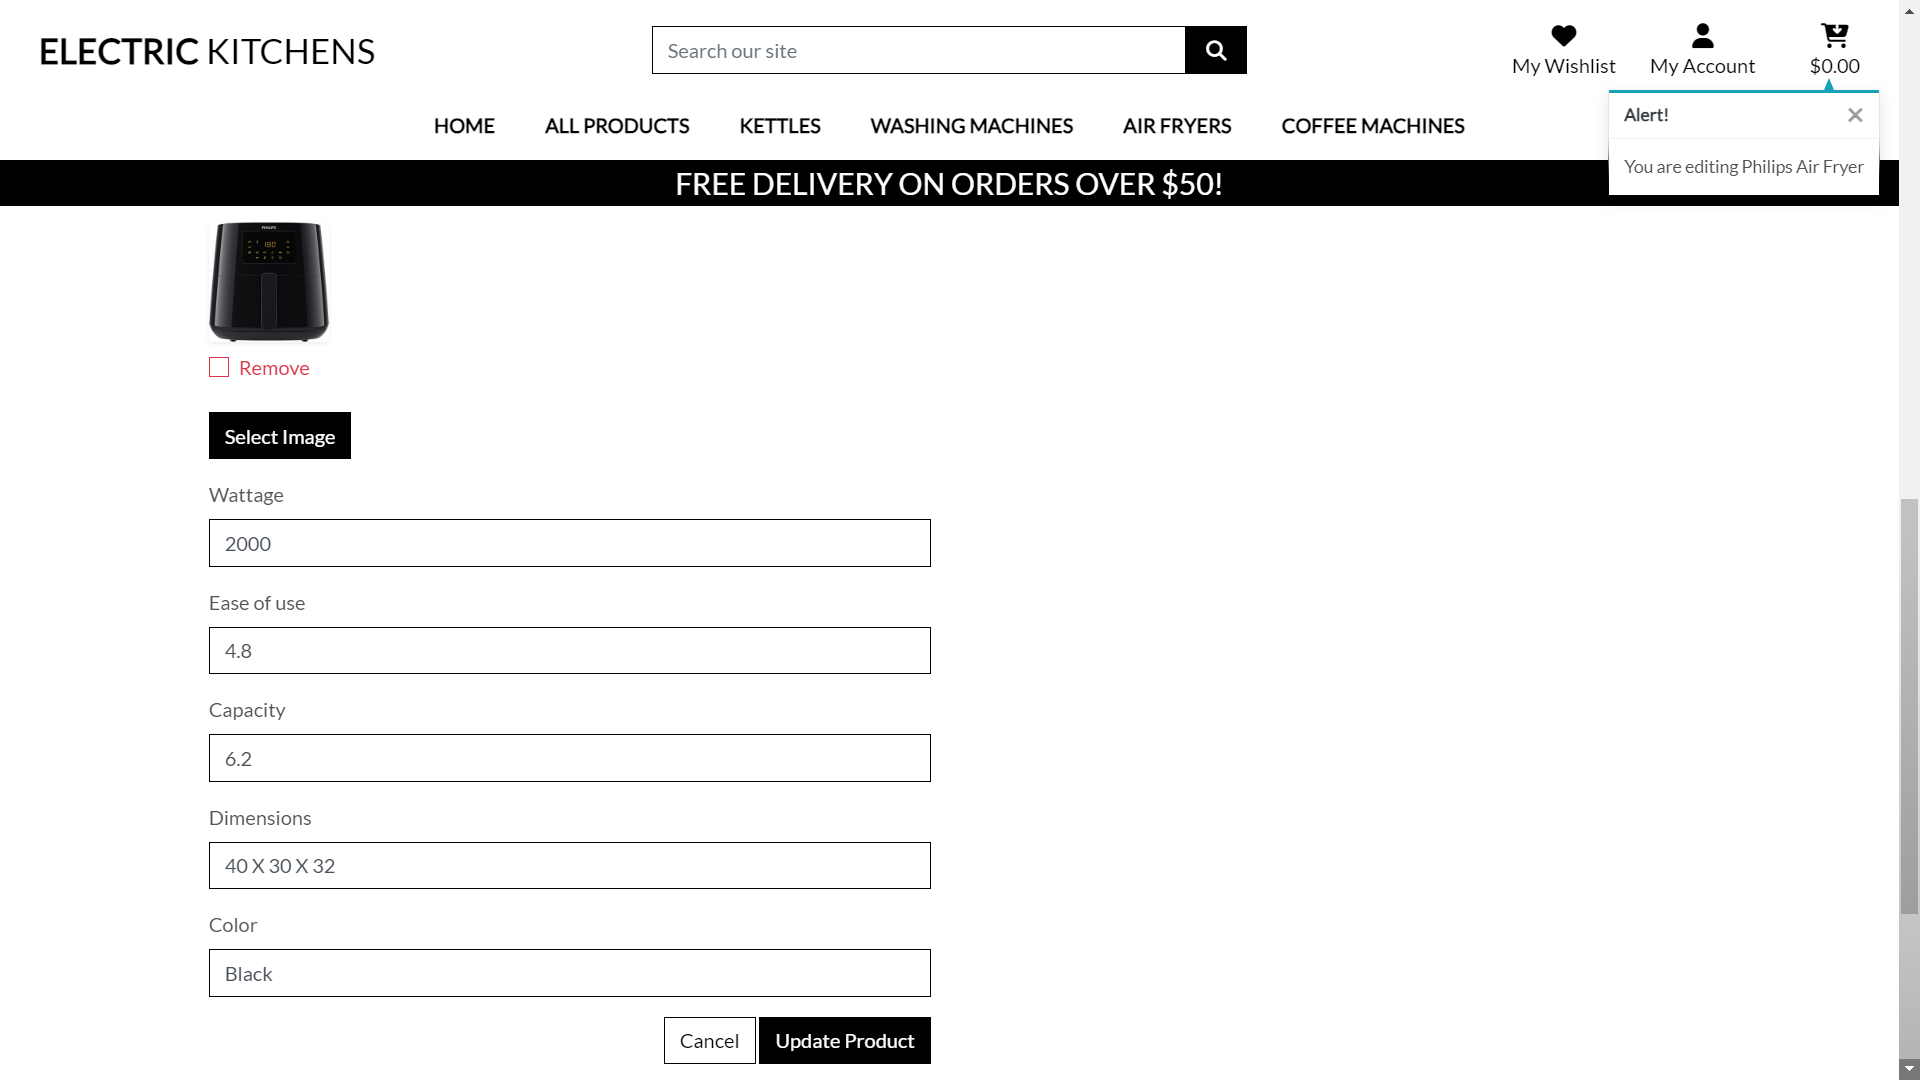 ELECTRIC KITCHENS
Search our site
My Wishlist
My Account
$0.00
HOME
ALL PRODUCTS
KETTLES
WASHING MACHINES
AIR FRYERS
COFFEE MACHINES
Alert!
You are editing Philips Air Fryer
FREE DELIVERY ON ORDERS OVER $50!
PHILIPS
180
Remove
Select Image
Wattage
2000
Ease of use
4.8
Capacity
6.2
Dimensions
40 X 30 X 32
Color
Black
Cancel
Update Product